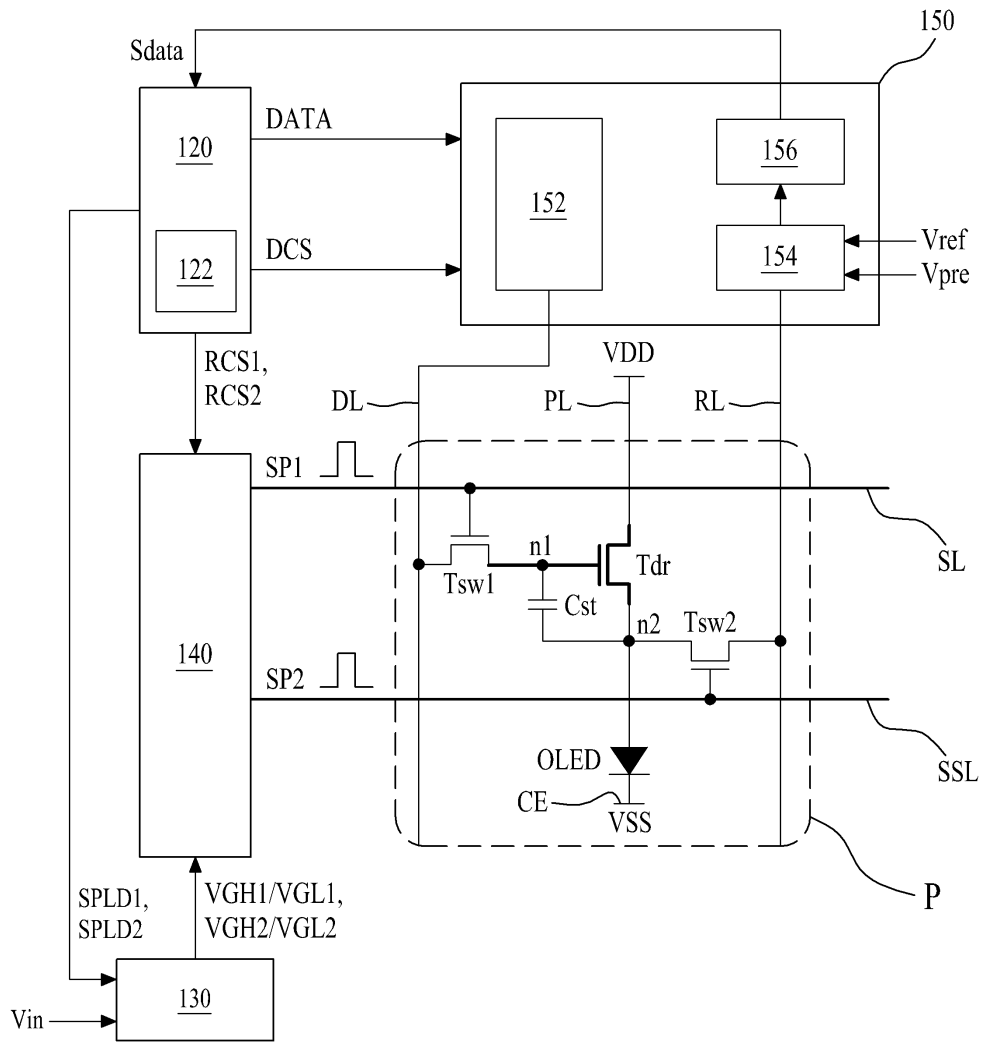 150
Sdata
DATA
120
156
152
DCS
122
154
Vref
Vpre
RCS1,
RCS2
VDD
DL
PL
RL
SP1
SL
n1
Tdr
Tsw1
Cst
n2
Tsw2
140
SP2
OLED
SSL
CE
VSS
SPLD1,
SPLD2
VGH1/VGL1,
VGH2/VGL2
P
130
Vin